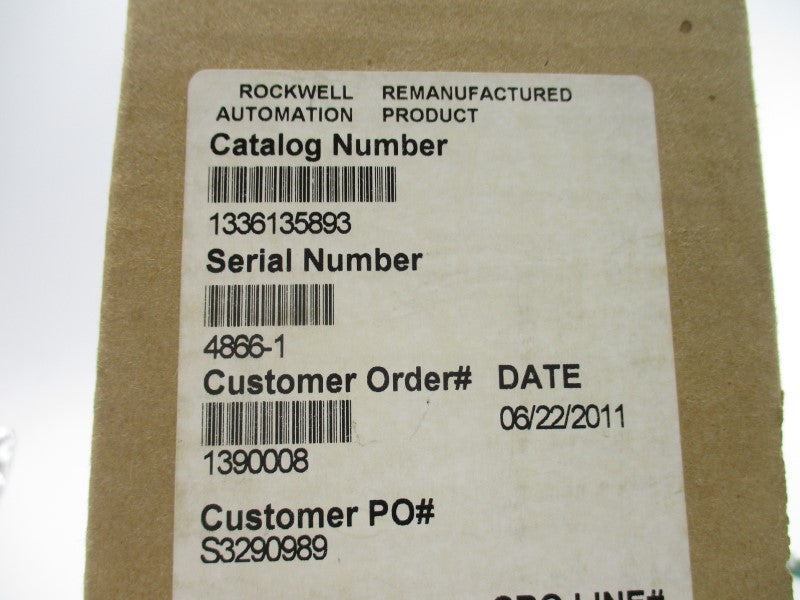 ROCKWELL REMANUFACTURED
AUTOMATION PRODUCT
Catalog Number
1336135893
Serial Number
4866-1
Customer Order# DATE
06/22/2011
1390008
Customer PO#
S3290989
LINE#